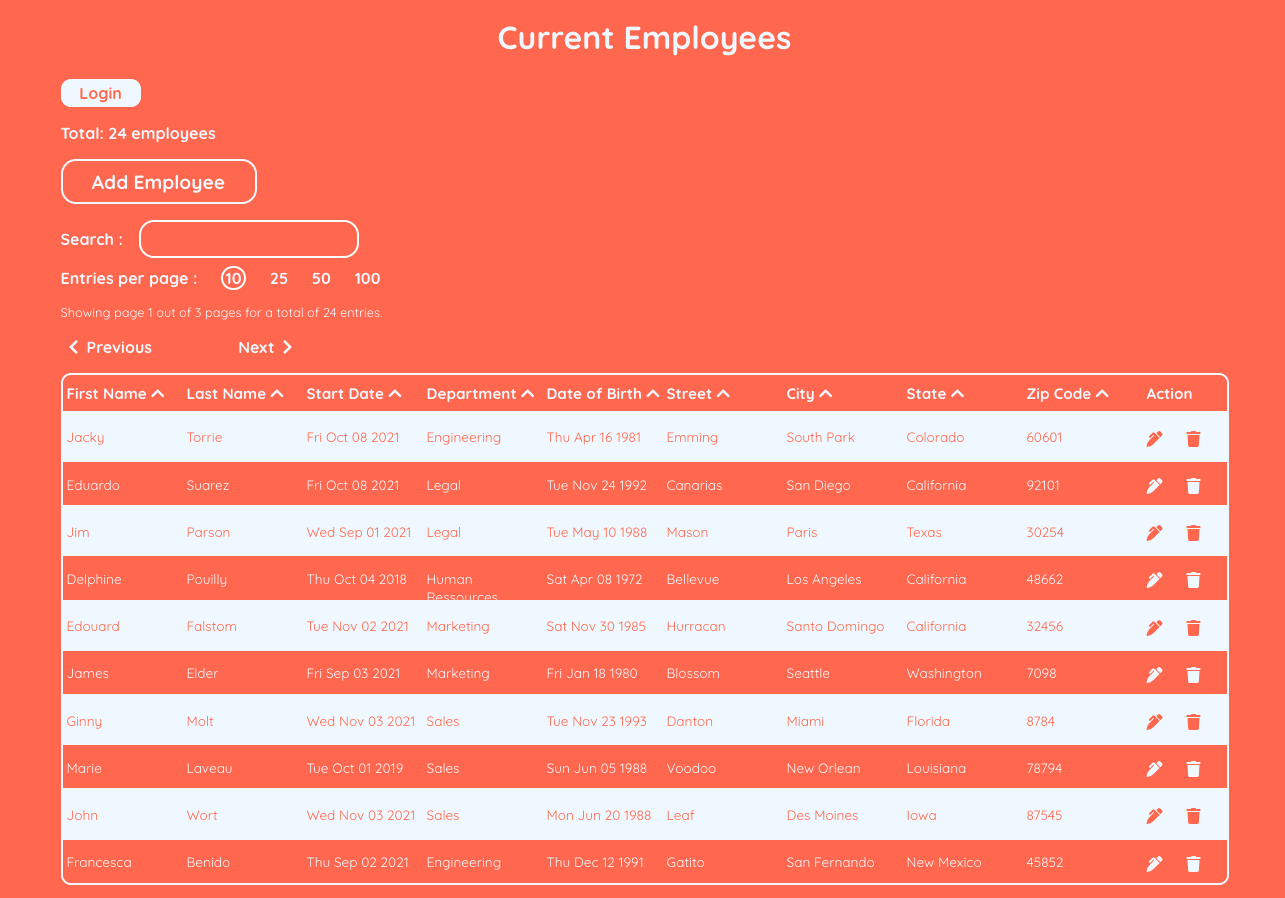 Current Employees
Login
Total: 24 employees
Add Employee
Search :
Entries per page : 10 25 50 100
Showing page 1 out of 3 pages for a total of 24 entries.
Previous Next
First Name Last Name Start Date Department Date of Birth Street City State Zip Code Action
Jacky Torrie Fri Oct 08 2021 Engineering Thu Apr 16 1981 Emming South Park Colorado 60601
Eduardo Suarez Fri Oct 08 2021 Legal Tue Nov 24 1992 Canarias San Diego California 92101
Jim Parson Wed Sep 01 2021 Legal Tue May 10 1988 Mason Paris Texas 30254
Delphine Pouilly Thu Oct 04 2018 Human Sat Apr 08 1972 Bellevue Los Angeles California 48662
Ressources
Edouard Falstom Tue Nov 02 2021 Marketing Sat Nov 30 1985 Hurracan Santo Domingo California 32456
James Elder Fri Sep 03 2021 Marketing Fri Jan 18 1980 Blossom Seattle Washington 7098
Ginny Molt Wed Nov 03 2021 Sales Tue Nov 23 1993 Danton Miami Florida 8784
Marie Laveau Tue Oct 01 2019 Sales Sun Jun 05 1988 Voodoo New Orlean Louisiana 78794
John Wort Wed Nov 03 2021 Sales Mon Jun 20 1988 Leaf Des Moines Iowa 87545
Francesca Benido Thu Sep 02 2021 Engineering Thu Dec 12 1991 Gatito San Fernando New Mexico 45852